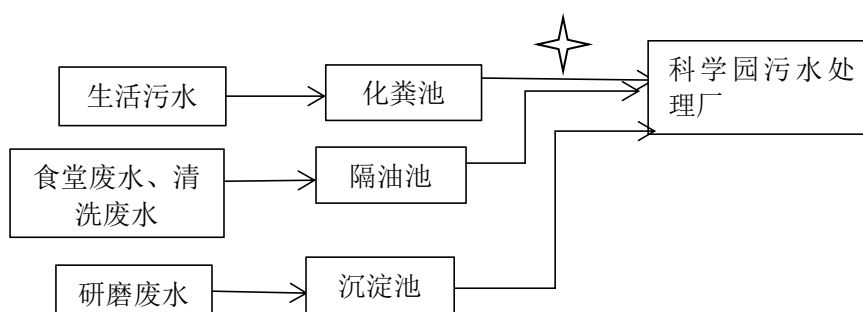 生活污水
化粪池
科学园污水处
理厂
食堂废水、清
洗废水
隔油池
研磨废水
沉淀池